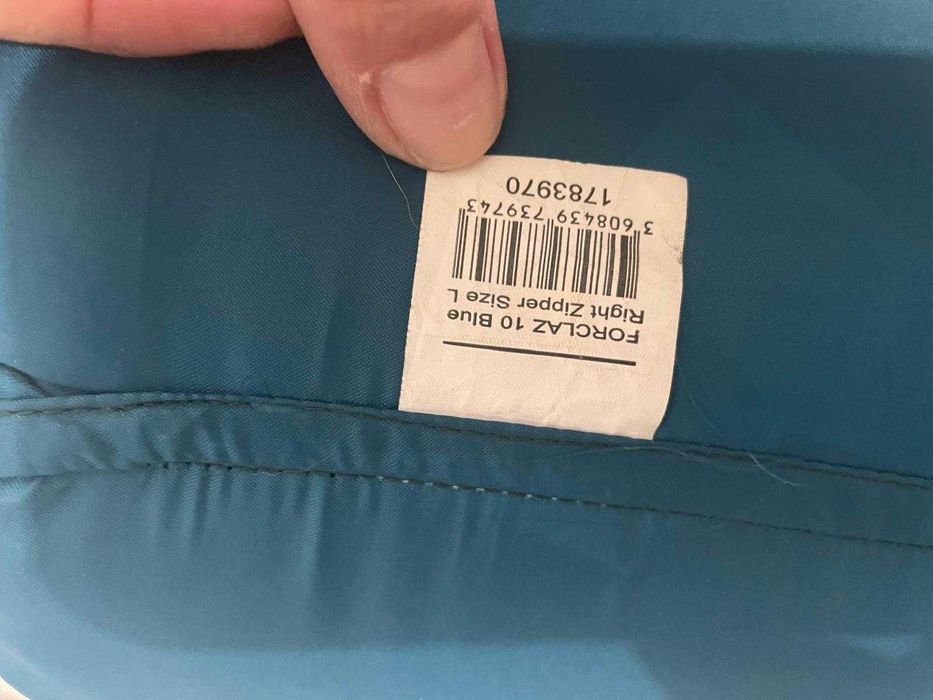 FORCLAZ 10 Blue
Right Zipper Size L
3 608439 739743
1783970